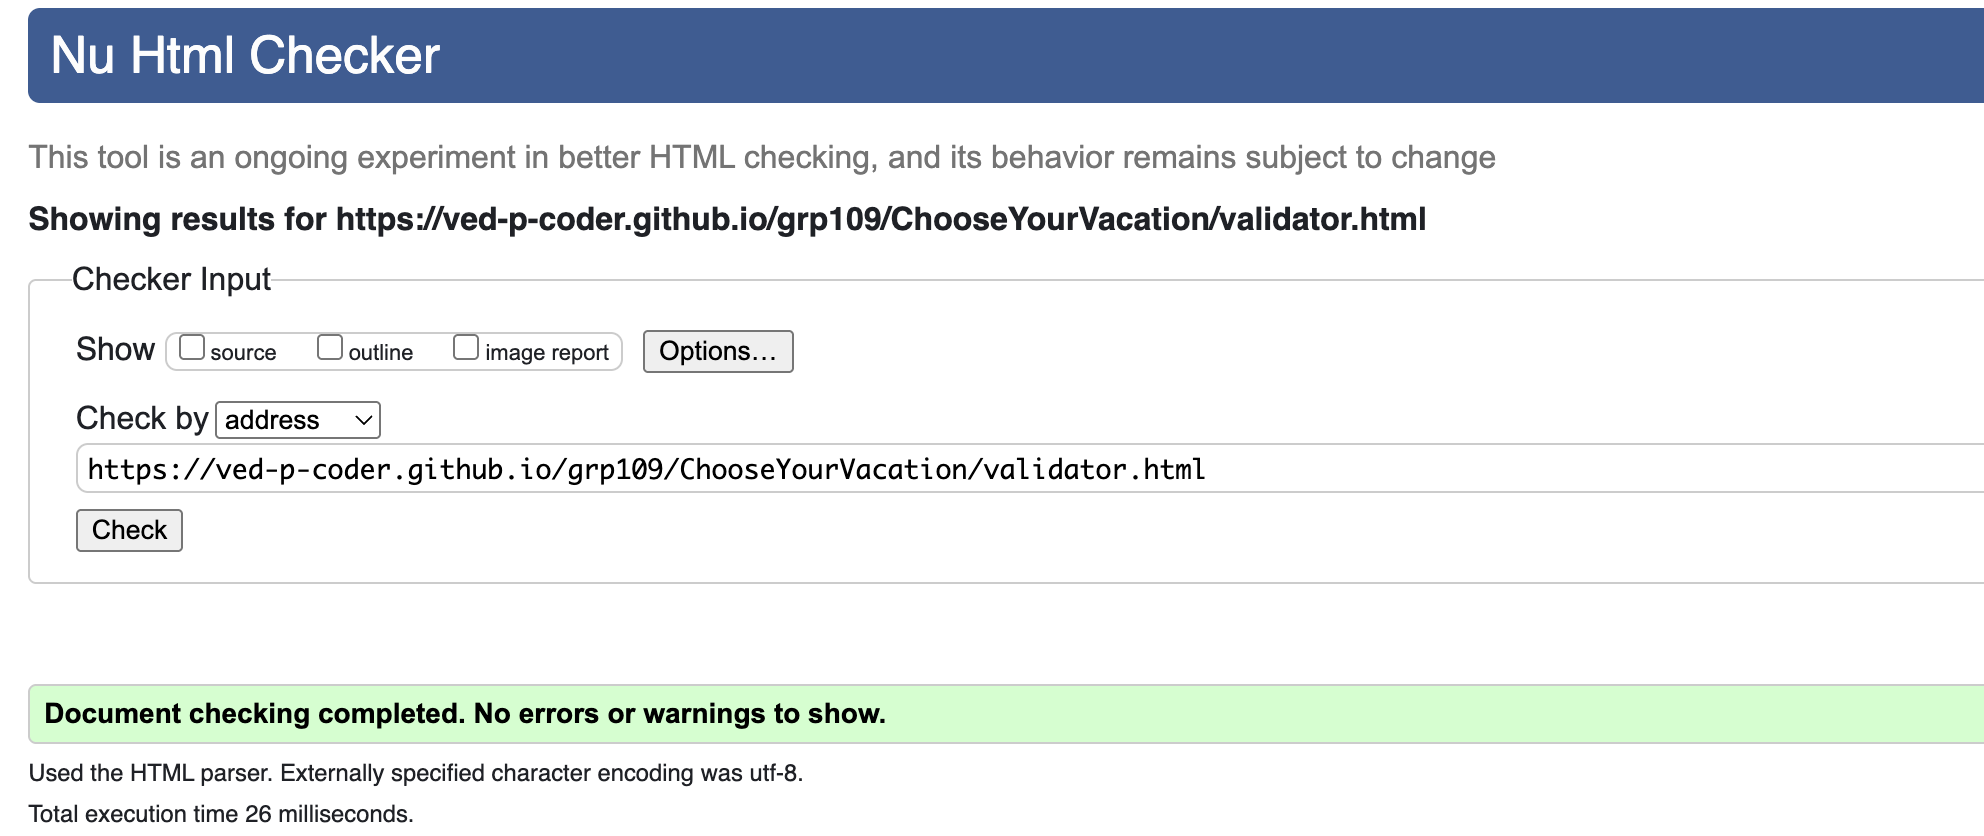 Nu Html Checker
This tool is an ongoing experiment in better HTML checking, and its behavior remains subject to change
Showing results for https://ved-p-coder.github.io/grp109/ChooseYourVacation/validator.html
Checker Input
Show source outline image report Options...
Check by address
https://ved-p-coder.github.io/grp109/ChooseYourVacation/validator.html
Check
Document checking completed. No errors or warnings to show.
Used the HTML parser. Externally specified character encoding was utf-8.
Total execution time 26 milliseconds.